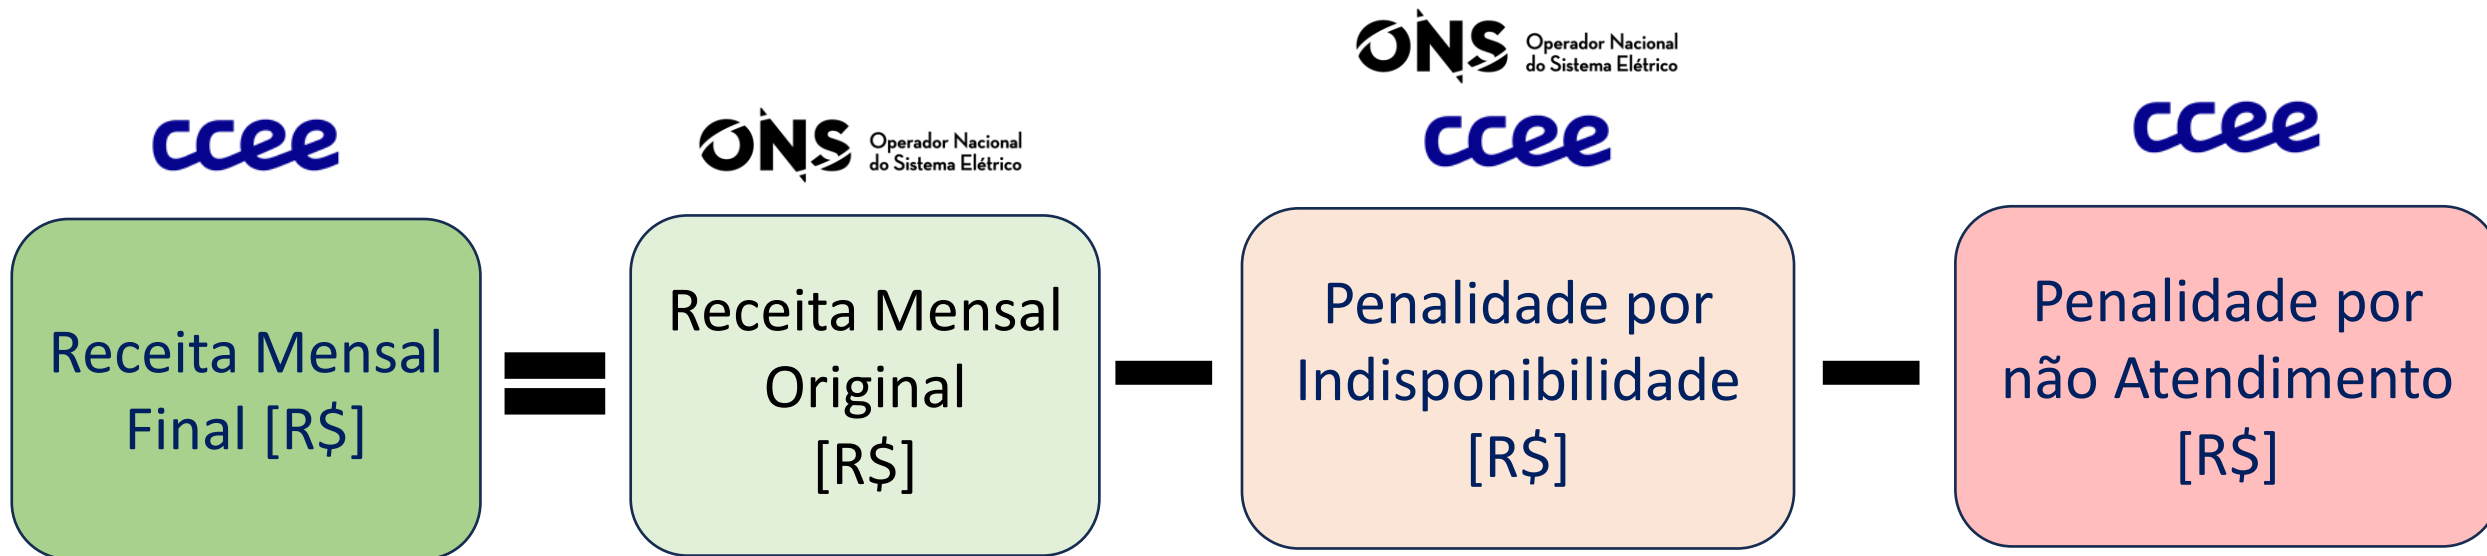 ONS Operador Nacional
do Sistema Elétrico
ccee
ONS Operador Nacional
do Sistema Elétrico
ccee
ccee
Receita Mensal
Final [R$]
=
Receita Mensal
Original
[R$]
–
Penalidade por
Indisponibilidade
[R$]
–
Penalidade por
não Atendimento
[R$]